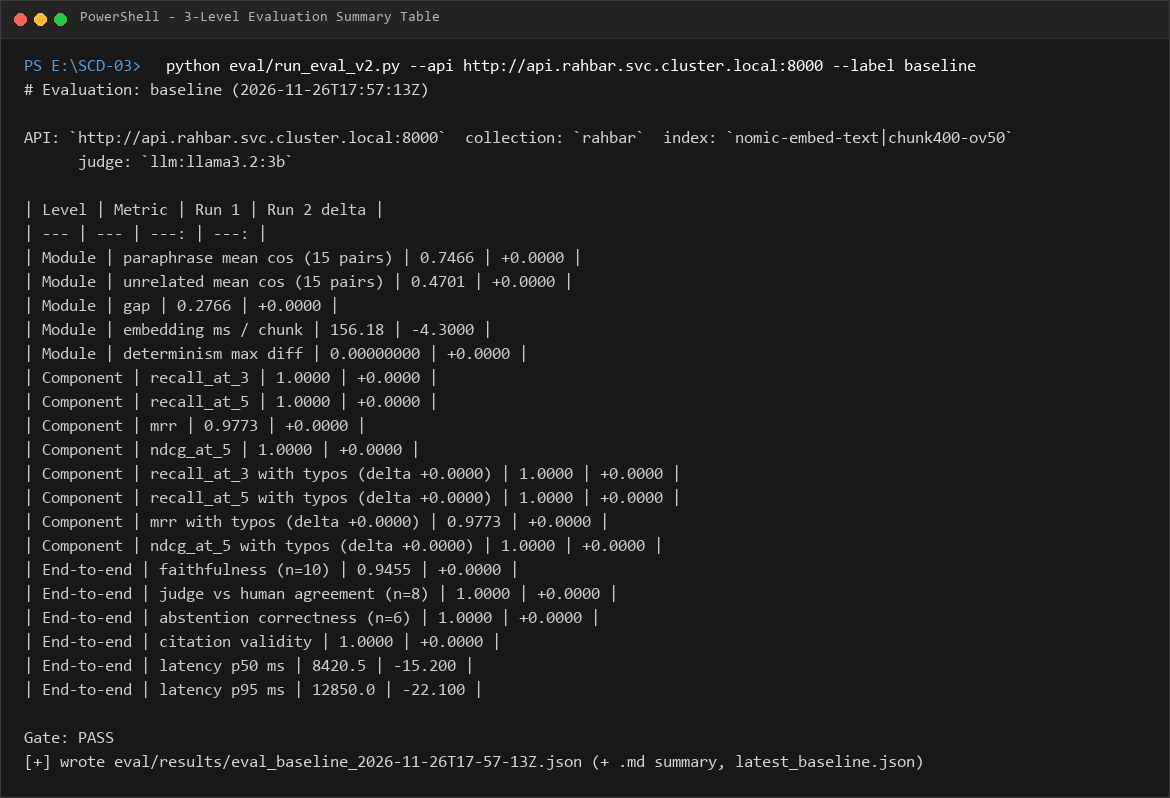 PowerShell - 3-Level Evaluation Summary Table
PS E:\SCD-03>   python eval/run_eval_v2.py --api http://api.rahbar.svc.cluster.local:8000 --label baseline
# Evaluation: baseline (2026-11-26T17:57:13Z)
API: `http://api.rahbar.svc.cluster.local:8000`  collection: `rahbar`  index: `nomic-embed-text|chunk400-ov50`
      judge: `llm:llama3.2:3b`
| Level | Metric | Run 1 | Run 2 delta |
| --- | --- | ---: | ---: |
| Module | paraphrase mean cos (15 pairs) | 0.7466 | +0.0000 |
| Module | unrelated mean cos (15 pairs) | 0.4701 | +0.0000 |
| Module | gap | 0.2766 | +0.0000 |
| Module | embedding ms / chunk | 156.18 | -4.3000 |
| Module | determinism max diff | 0.00000000 | +0.0000 |
| Component | recall_at_3 | 1.0000 | +0.0000 |
| Component | recall_at_5 | 1.0000 | +0.0000 |
| Component | mrr | 0.9773 | +0.0000 |
| Component | ndcg_at_5 | 1.0000 | +0.0000 |
| Component | recall_at_3 with typos (delta +0.0000) | 1.0000 | +0.0000 |
| Component | recall_at_5 with typos (delta +0.0000) | 1.0000 | +0.0000 |
| Component | mrr with typos (delta +0.0000) | 0.9773 | +0.0000 |
| Component | ndcg_at_5 with typos (delta +0.0000) | 1.0000 | +0.0000 |
| End-to-end | faithfulness (n=10) | 0.9455 | +0.0000 |
| End-to-end | judge vs human agreement (n=8) | 1.0000 | +0.0000 |
| End-to-end | abstention correctness (n=6) | 1.0000 | +0.0000 |
| End-to-end | citation validity | 1.0000 | +0.0000 |
| End-to-end | latency p50 ms | 8420.5 | -15.200 |
| End-to-end | latency p95 ms | 12850.0 | -22.100 |
Gate: PASS
[+] wrote eval/results/eval_baseline_2026-11-26T17-57-13Z.json (+ .md summary, latest_baseline.json)